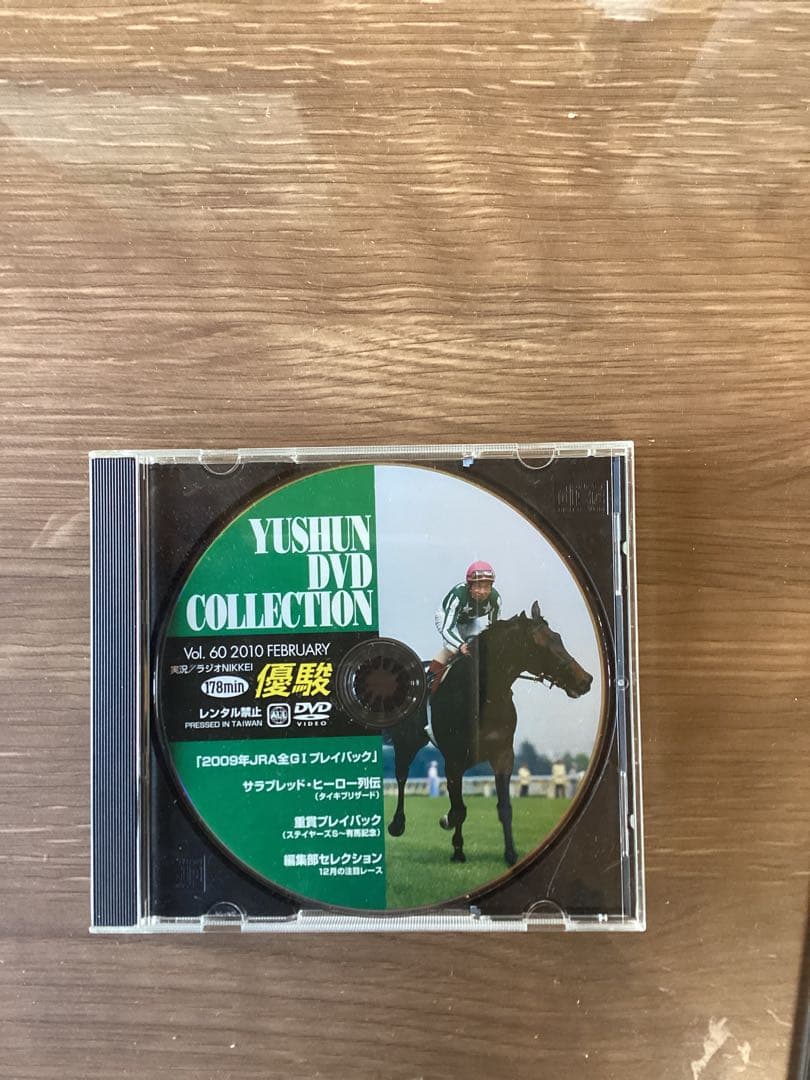 YUSHUN
DVD
COLLECTION
Vol. 60 2010 FEBRUARY
実況/ラジオNIKKEI
178min 優駿
レンタル禁止 ALL DVD
PRESSED IN TAIWAN VIDEO
「2009年JRA全GⅠプレイバック」
サラブレッド・ヒーロー列伝
(タイキブリザード)
重賞プレイバック
(ステイヤーズS〜有馬記念)
編集部セレクション
12月の注目レース